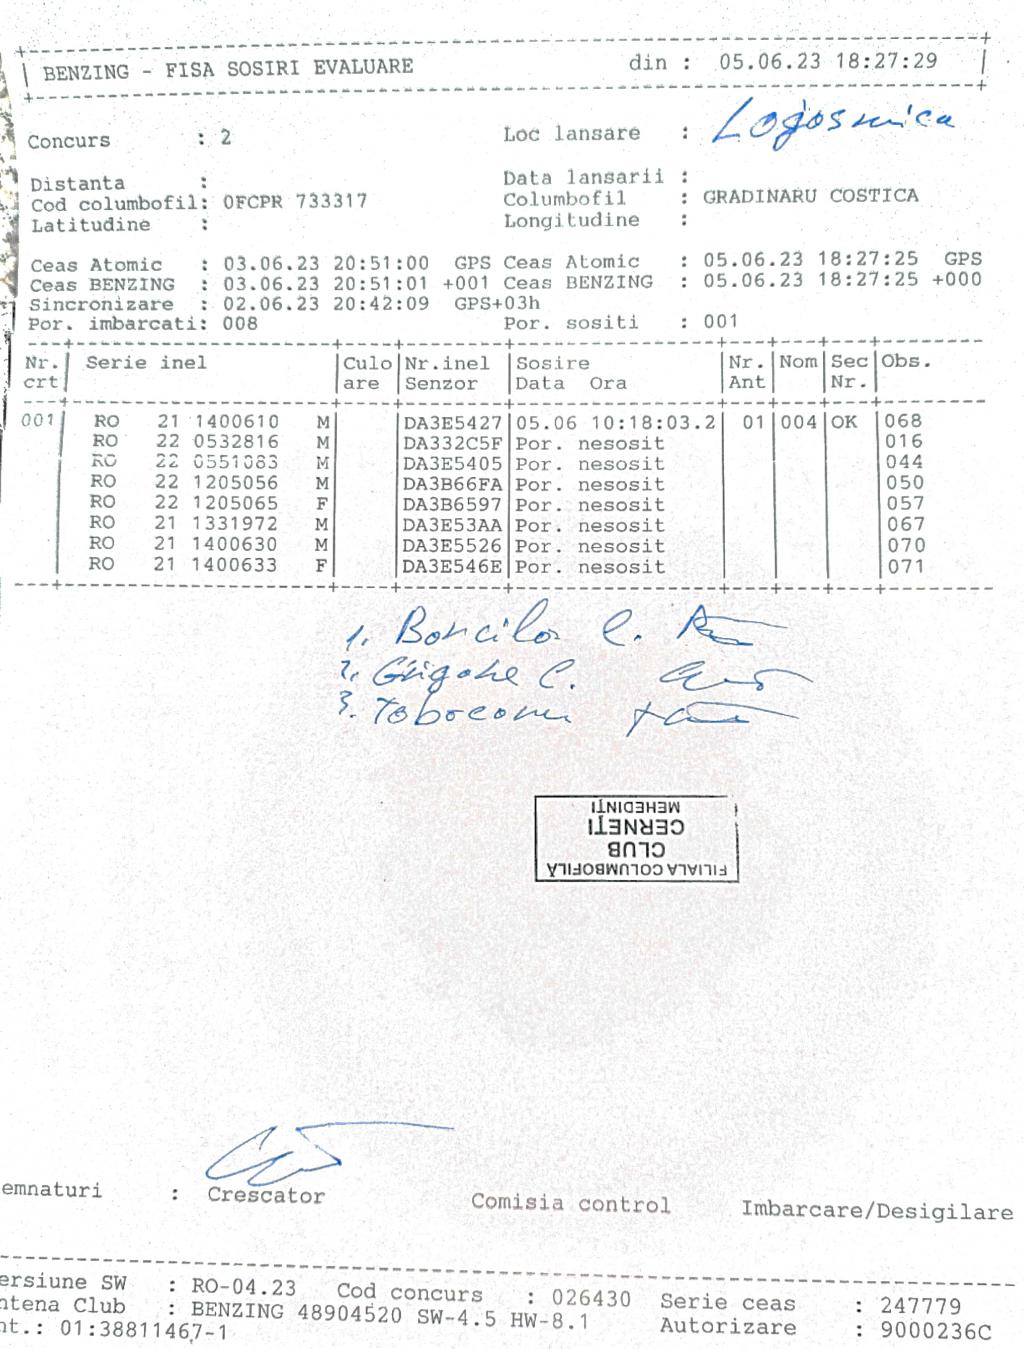 BENZING - FISA SOSIRI EVALUARE din : 05.06.23 18:27:29
Concurs : 2 Loc lansare :
Distanta : Data lansarii :
Cod columbofil: 0FCPR 733317 Columbofil : GRADINARU COSTICA
Latitudine : Longitudine :
Ceas Atomic : 03.06.23 20:51:00 GPS Ceas Atomic : 05.06.23 18:27:25 GPS
Ceas BENZING : 03.06.23 20:51:01 +001 Ceas BENZING : 05.06.23 18:27:25 +000
Sincronizare : 02.06.23 20:42:09 GPS+03h
Por. imbarcati: 008 Por. sositi : 001
Nr. Serie inel Culo Nr.inel Sosire Nr. Nom Sec Obs.
crt are Senzor Data Ora Ant Nr.
001 RO 21 1400610 M DA3E5427 05.06 10:18:03.2 01 004 OK 068
RO 22 0532816 M DA332C5F Por. nesosit 016
RO 22 0551083 M DA3E5405 Por. nesosit 044
RO 22 1205056 M DA3B66FA Por. nesosit 050
RO 22 1205065 F DA3B6597 Por. nesosit 057
RO 21 1331972 M DA3E53AA Por. nesosit 067
RO 21 1400630 M DA3E5526 Por. nesosit 070
RO 21 1400633 F DA3E546E Por. nesosit 071
1. Borcilo C.
2. Grigore C.
3.
FILIALA COLUMBOFILĂ
CLUB
CERNEȚI
MEHEDINȚI
emnaturi : Crescator Comisia control Imbarcare/Desigilare
ersiune SW : RO-04.23 Cod concurs : 026430 Serie ceas : 247779
ntena Club : BENZING 48904520 SW-4.5 HW-8.1 Autorizare : 9000236C
nt.: 01:38811467-1